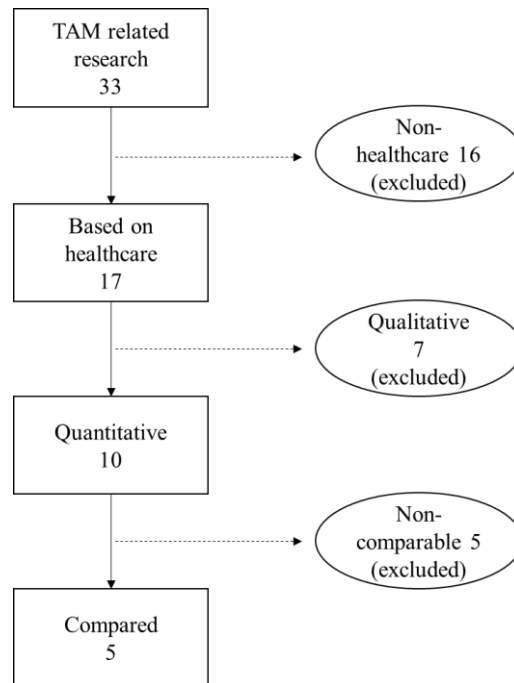 TAM related
research
33
Non-
healthcare 16
(excluded)
Based on
healthcare
17
Qualitative
7
(excluded)
Quantitative
10
Non-
comparable 5
(excluded)
Compared
5